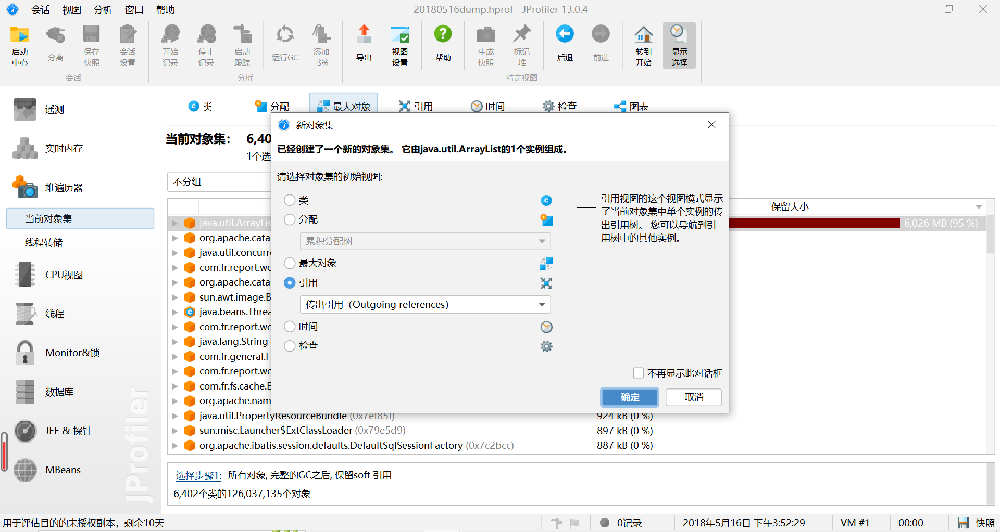 会话 视图 分析 窗口 帮助
20180516dump.hprof - JProfiler 13.0.4
启动
中心
分离
保存
快照
会话
设置
开始
记录
停止
记录
启动
跟踪
运行GC
添加
书签
导出
视图
设置
帮助
生成
快照
标记
堆
后退
前进
转到
开始
显示
选择
会话
分析
特定视图
遥测
实时内存
堆遍历器
当前对象集
线程转储
CPU视图
线程
Monitor&锁
数据库
JEE & 探针
MBeans
JProfiler
类 分配 最大对象 引用 时间 检查 图表
当前对象集： 6,40
1个选
不分组
保留大小
java.util.ArrayLis
6,026 MB (95 %)
org.apache.catal
java.util.concurr
com.fr.report.wo
org.apache.catal
sun.awt.image.B
java.beans.Threa
com.fr.report.wo
java.lang.String
com.fr.general.F
com.fr.report.wo
com.fr.fs.cache.E
org.apache.nam
java.util.PropertyResourceBundle (0x7ef85f) 924 kB (0 %)
sun.misc.Launcher$ExtClassLoader (0x79e5d9) 897 kB (0 %)
org.apache.ibatis.session.defaults.DefaultSqlSessionFactory (0x7c2bcc) 887 kB (0 %)
新对象集
已经创建了一个新的对象集。 它由java.util.ArrayList的1个实例组成。
请选择对象集的初始视图:
类
分配
累积分配树
最大对象
引用
传出引用（Outgoing references）
时间
检查
引用视图的这个视图模式显示
了当前对象集中单个实例的传
出引用树。 您可以导航到引
用树中的其他实例。
不再显示此对话框
确定
取消
选择步骤1: 所有对象, 完整的GC之后, 保留soft 引用
6,402个类的126,037,135个对象
用于评估目的的未授权副本，剩余10天
0记录
2018年5月16日 下午3:52:29
VM #1
00:00
快照